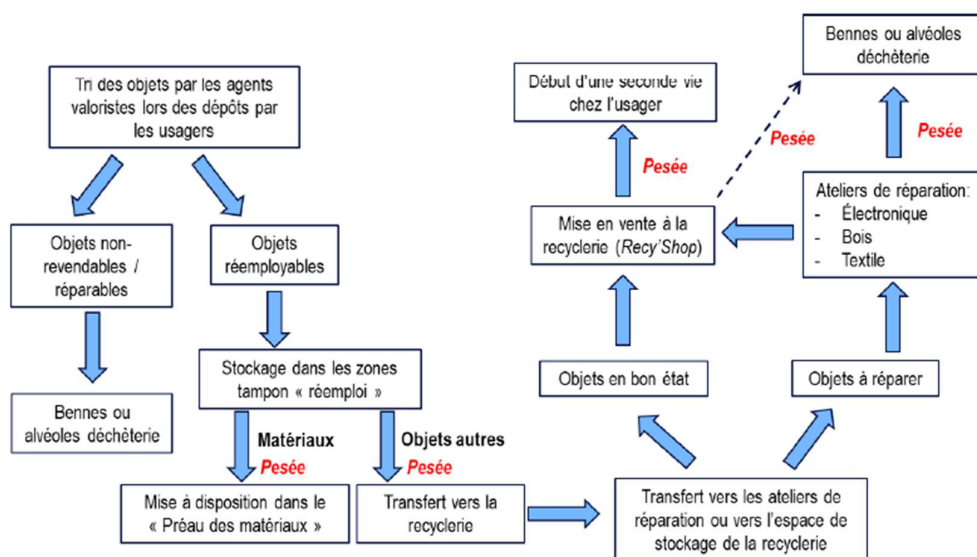 Tri des objets par les agents
valoristes lors des dépôts par
les usagers
Objets non-
revendables /
réparables
Objets
réemployables
Bennes ou
alvéoles déchèterie
Stockage dans les zones
tampon « réemploi »
Matériaux
Pesée
Objets autres
Pesée
Mise à disposition dans le
« Préau des matériaux »
Transfert vers la
recyclerie
Transfert vers les ateliers de
réparation ou vers l'espace de
stockage de la recyclerie
Objets en bon état
Objets à réparer
Mise en vente à la
recyclerie (Recy'Shop)
Ateliers de réparation:
- Électronique
- Bois
- Textile
Pesée
Pesée
Pesée
Début d'une seconde vie
chez l'usager
Bennes ou alvéoles
déchèterie